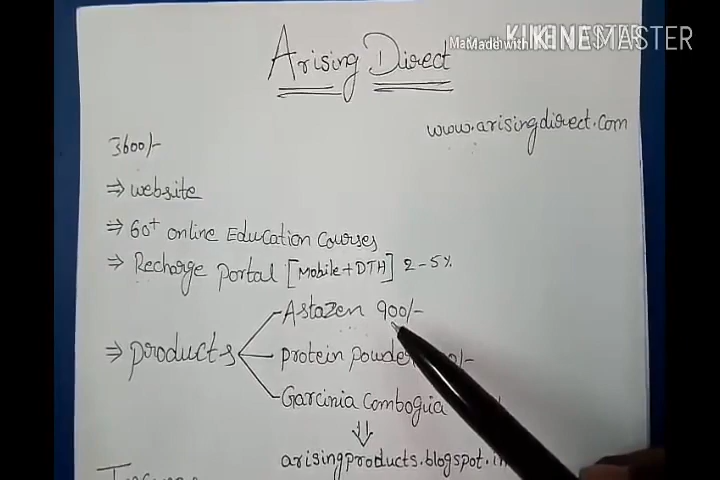 Made with KINEMASTER
Arising Direct
www.arisingdirect.com
3600/-
⇒ website
⇒ 60+ online Education Courses
⇒ Recharge Portal [Mobile+DTH] 2-5%
⇒ products
Astazen 900/-
protein powder
Garcinia Combogia
arisingproducts.blogspot.in